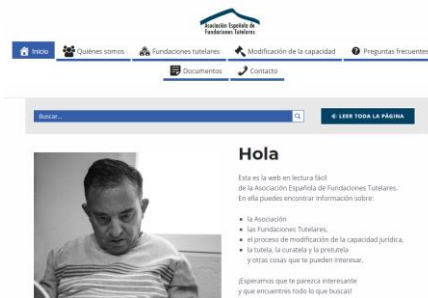 Asociación Española de
Fundaciones Tutelares
Inicio
Quiénes somos
Fundaciones tutelares
Modificación de la capacidad
Preguntas frecuentes
Documentos
Contacto
Buscar...
LEER TODA LA PÁGINA
Hola
Esta es la web en lectura fácil
de la Asociación Española de Fundaciones Tutelares.
En ella puedes encontrar información sobre:
la Asociación
las Fundaciones Tutelares,
el proceso de modificación de la capacidad jurídica,
la tutela, la curatela y la pretutela
y otras cosas que te pueden interesar.
¡Esperamos que te parezca interesante
y que encuentres todo lo que buscas!